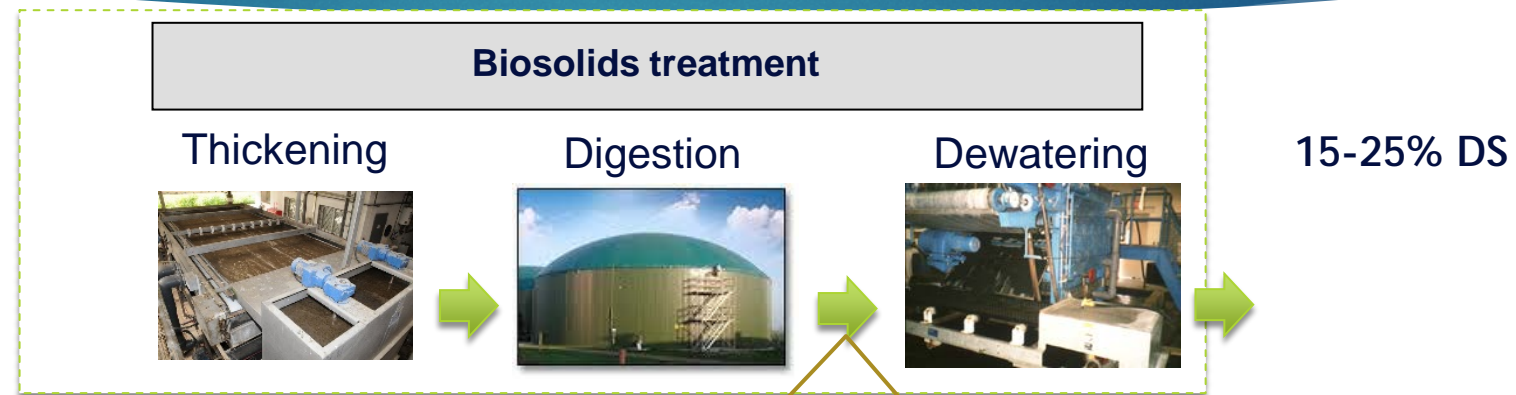 Biosolids treatment
Thickening
Digestion
Dewatering
15-25% DS